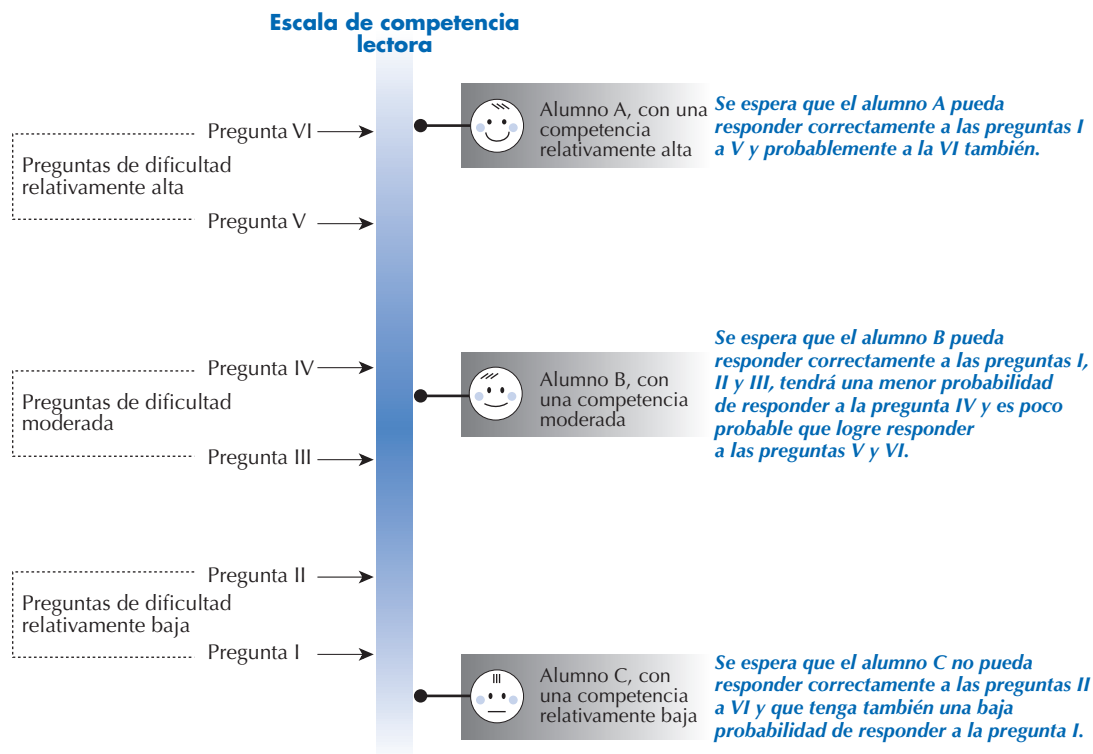 Escala de competencia
lectora
Pregunta VI
Preguntas de dificultad
relativamente alta
Pregunta V
Alumno A, con una
competencia
relativamente alta
Se espera que el alumno A pueda
responder correctamente a las preguntas I
a V y probablemente a la VI también.
Pregunta IV
Preguntas de dificultad
moderada
Pregunta III
Alumno B, con
una competencia
moderada
Se espera que el alumno B pueda
responder correctamente a las preguntas I,
II y III, tendrá una menor probabilidad
de responder a la pregunta IV y es poco
probable que logre responder
a las preguntas V y VI.
Pregunta II
Preguntas de dificultad
relativamente baja
Pregunta I
Alumno C, con
una competencia
relativamente baja
Se espera que el alumno C no pueda
responder correctamente a las preguntas II
a VI y que tenga también una baja
probabilidad de responder a la pregunta I.